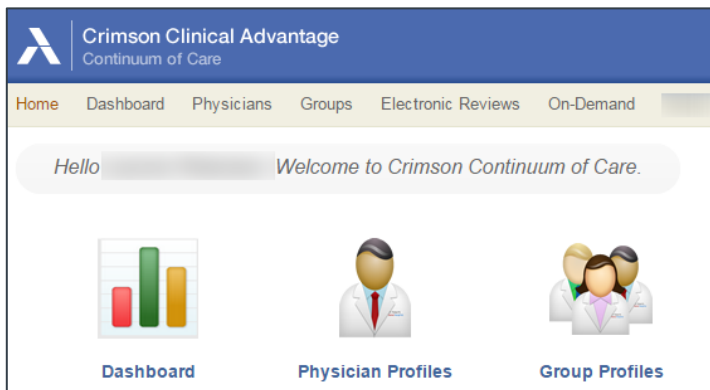 Crimson Clinical Advantage
Continuum of Care
Home Dashboard Physicians Groups Electronic Reviews On-Demand
Hello Welcome to Crimson Continuum of Care.
Dashboard Physician Profiles Group Profiles